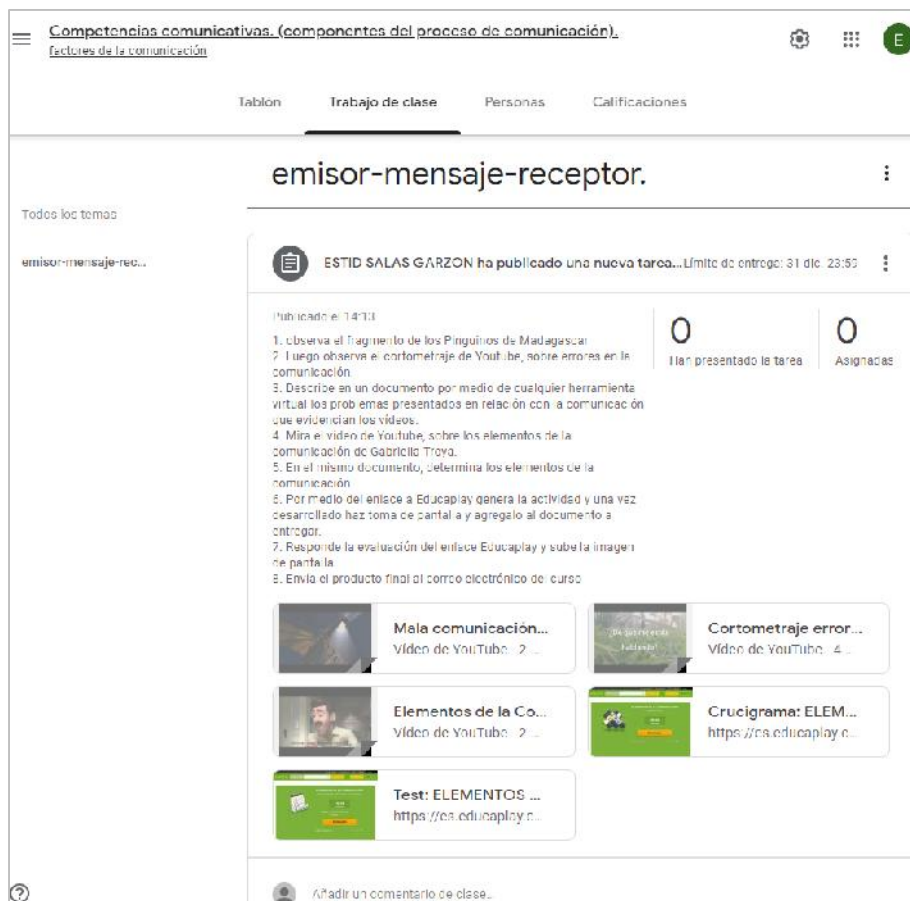 Competencias comunicativas. (componentes del proceso de comunicación).
factores de la comunicación
E
Tablón Trabajo de clase Personas Calificaciones
emisor-mensaje-receptor.
Todos los temas
emisor-mensaje-rec...
ESTID SALAS GARZON ha publicado una nueva tarea... Límite de entrega: 31 dic. 23:59
Publicado el 14:13
0
Han presentado la tarea
0
Asignadas
1. observa el fragmento de los Pinguinos de Madagascar
2. Luego observa el cortometraje de Youtube, sobre errores en la
comunicación
3. Describe en un documento por medio de cualquier herramienta
virtual los problemas presentados en relación con la comunicación
que evidencian los vídeos.
4. Mira el video de Youtube, sobre los elementos de la
comunicación de Gabriella Troya.
5. En el mismo documento, determina los elementos de la
comunicación
6. Por medio del enlace a Educaplay genera la actividad y una vez
desarrollado haz toma de pantalla y agregalo al documento a
entregar.
7. Responde la evaluación del enlace Educaplay y sube la imagen
de pantalla
8. Envia el producto final al correo electrónico del curso
Mala comunicación...
Vídeo de YouTube 2 ...
Cortometraje error...
Vídeo de YouTube 4 ...
Elementos de la Co...
Vídeo de YouTube 2 ...
Crucigrama: ELEM...
https://es.educaplay.c...
Test: ELEMENTOS ...
https://es.educaplay.c...
Añadir un comentario de clase...